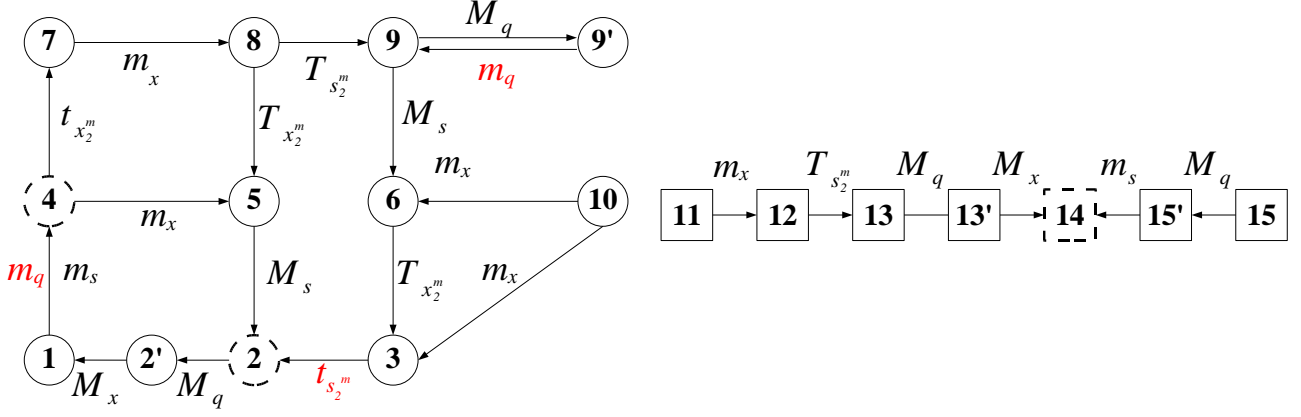 7 8 9 M_q 9'
m_x T_{s_2^m} m_q
t_{x_2^m} T_{x_2^m} M_s
m_x
4 5 6 10
m_x
m_q m_s M_s T_{x_2^m} m_x
1 2' 2 3
M_x M_q t_{s_2^m}
m_x T_{s_2^m} M_q M_x m_s M_q
11 12 13 13' 14 15' 15